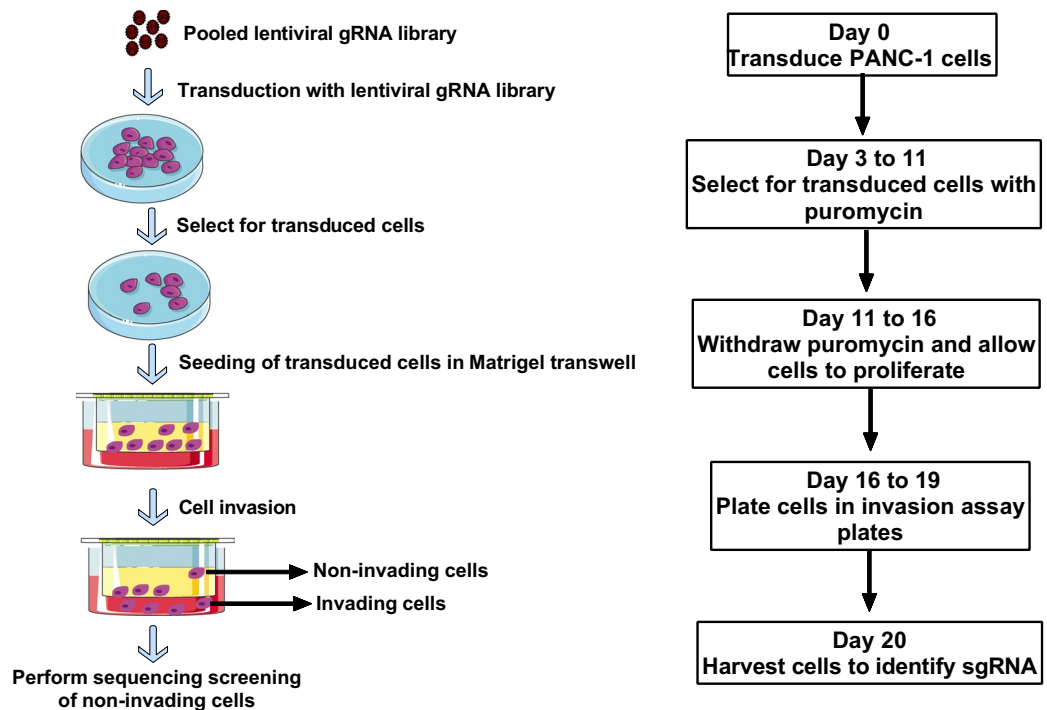 Pooled lentiviral gRNA library
Transduction with lentiviral gRNA library
Select for transduced cells
Seeding of transduced cells in Matrigel transwell
Cell invasion
Non-invading cells
Invading cells
Perform sequencing screening
of non-invading cells
Day 0
Transduce PANC-1 cells
Day 3 to 11
Select for transduced cells with
puromycin
Day 11 to 16
Withdraw puromycin and allow
cells to proliferate
Day 16 to 19
Plate cells in invasion assay
plates
Day 20
Harvest cells to identify sgRNA